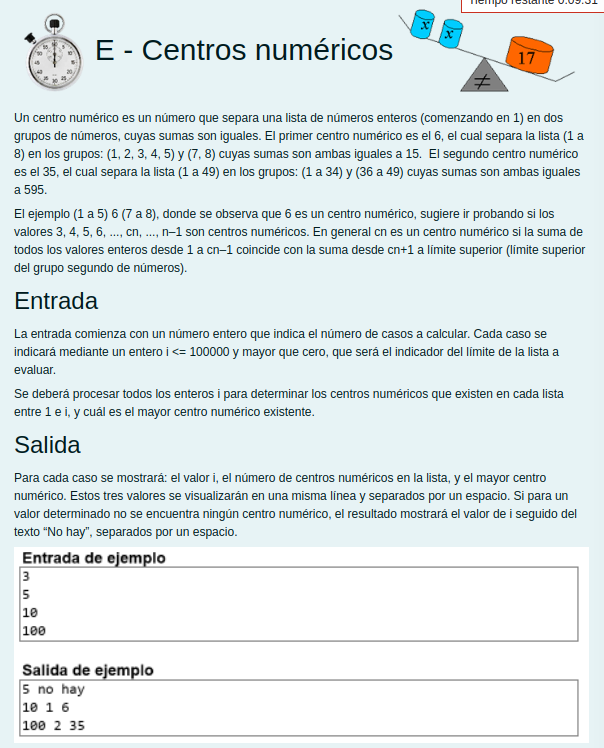 Tiempo restante 0:09:31
E - Centros numéricos
x
x
17
≠
Un centro numérico es un número que separa una lista de números enteros (comenzando en 1) en dos
grupos de números, cuyas sumas son iguales. El primer centro numérico es el 6, el cual separa la lista (1 a
8) en los grupos: (1, 2, 3, 4, 5) y (7, 8) cuyas sumas son ambas iguales a 15. El segundo centro numérico
es el 35, el cual separa la lista (1 a 49) en los grupos: (1 a 34) y (36 a 49) cuyas sumas son ambas iguales
a 595.
El ejemplo (1 a 5) 6 (7 a 8), donde se observa que 6 es un centro numérico, sugiere ir probando si los
valores 3, 4, 5, 6, ..., cn, ..., n–1 son centros numéricos. En general cn es un centro numérico si la suma de
todos los valores enteros desde 1 a cn–1 coincide con la suma desde cn+1 a límite superior (límite superior
del grupo segundo de números).
Entrada
La entrada comienza con un número entero que indica el número de casos a calcular. Cada caso se
indicará mediante un entero i <= 100000 y mayor que cero, que será el indicador del límite de la lista a
evaluar.
Se deberá procesar todos los enteros i para determinar los centros numéricos que existen en cada lista
entre 1 e i, y cuál es el mayor centro numérico existente.
Salida
Para cada caso se mostrará: el valor i, el número de centros numéricos en la lista, y el mayor centro
numérico. Estos tres valores se visualizarán en una misma línea y separados por un espacio. Si para un
valor determinado no se encuentra ningún centro numérico, el resultado mostrará el valor de i seguido del
texto “No hay”, separados por un espacio.
Entrada de ejemplo
3
5
10
100
Salida de ejemplo
5 no hay
10 1 6
100 2 35